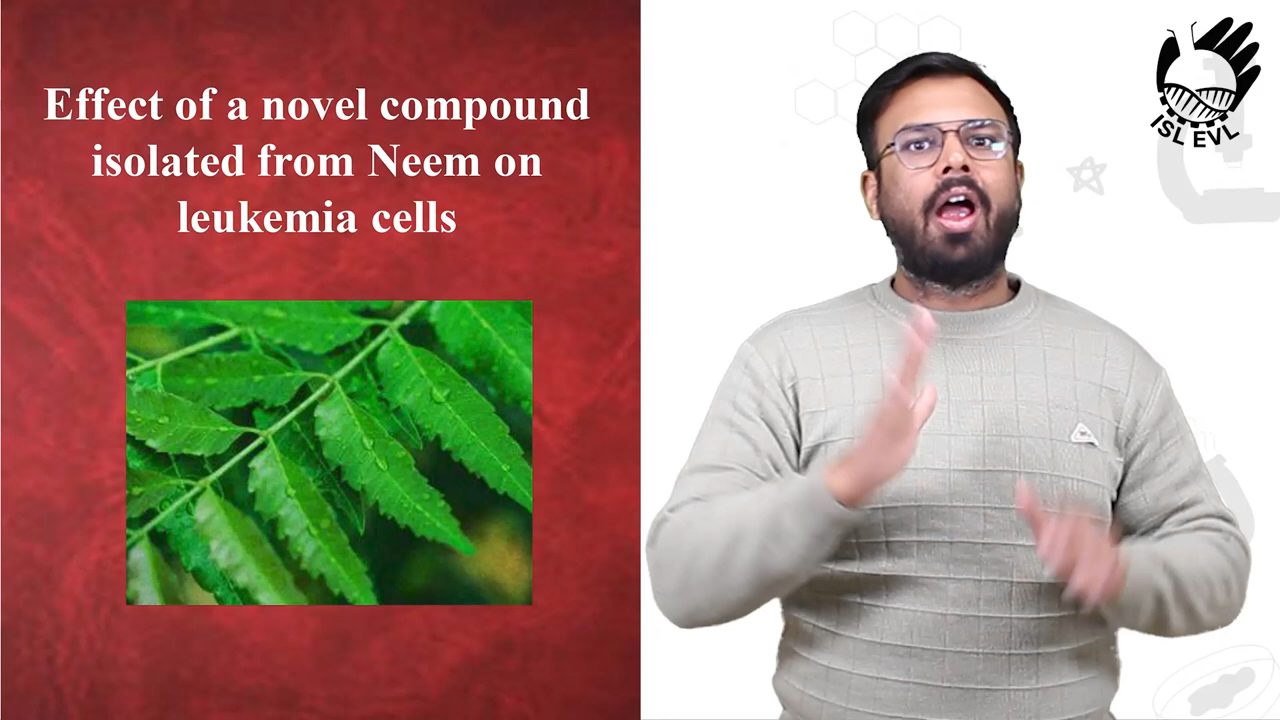 Effect of a novel compound
isolated from Neem on
leukemia cells
ISL EVL